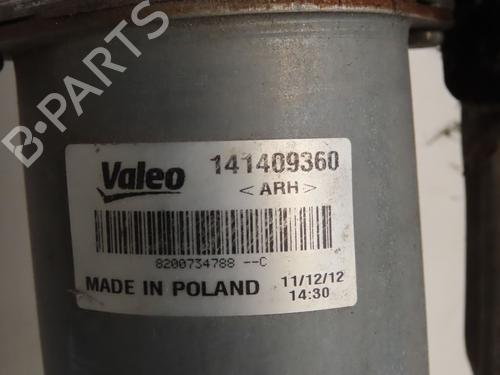 B-PARTS
Valeo 141409360
<ARH>
8200734788 --C
MADE IN POLAND 11/12/12
14:30